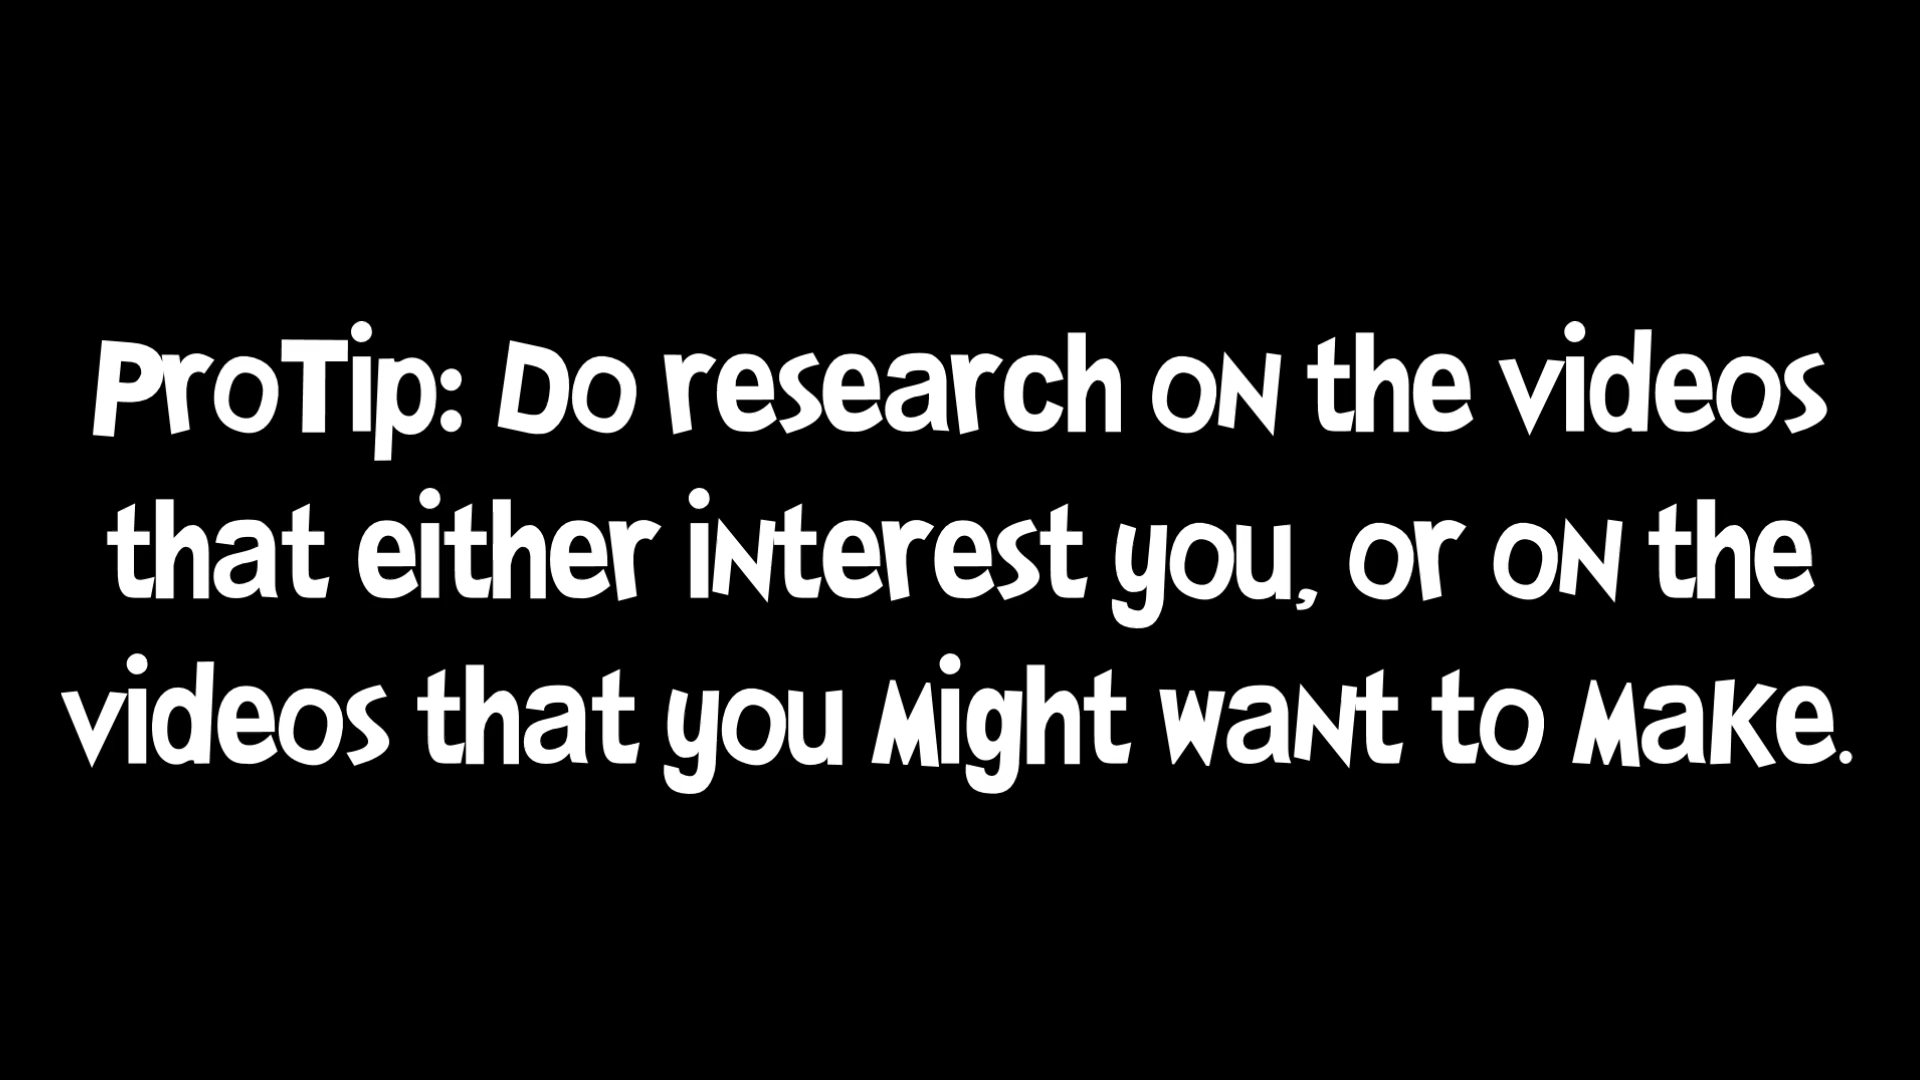 ProTip: Do research on the videos
that either interest you, or on the
videos that you might want to make.